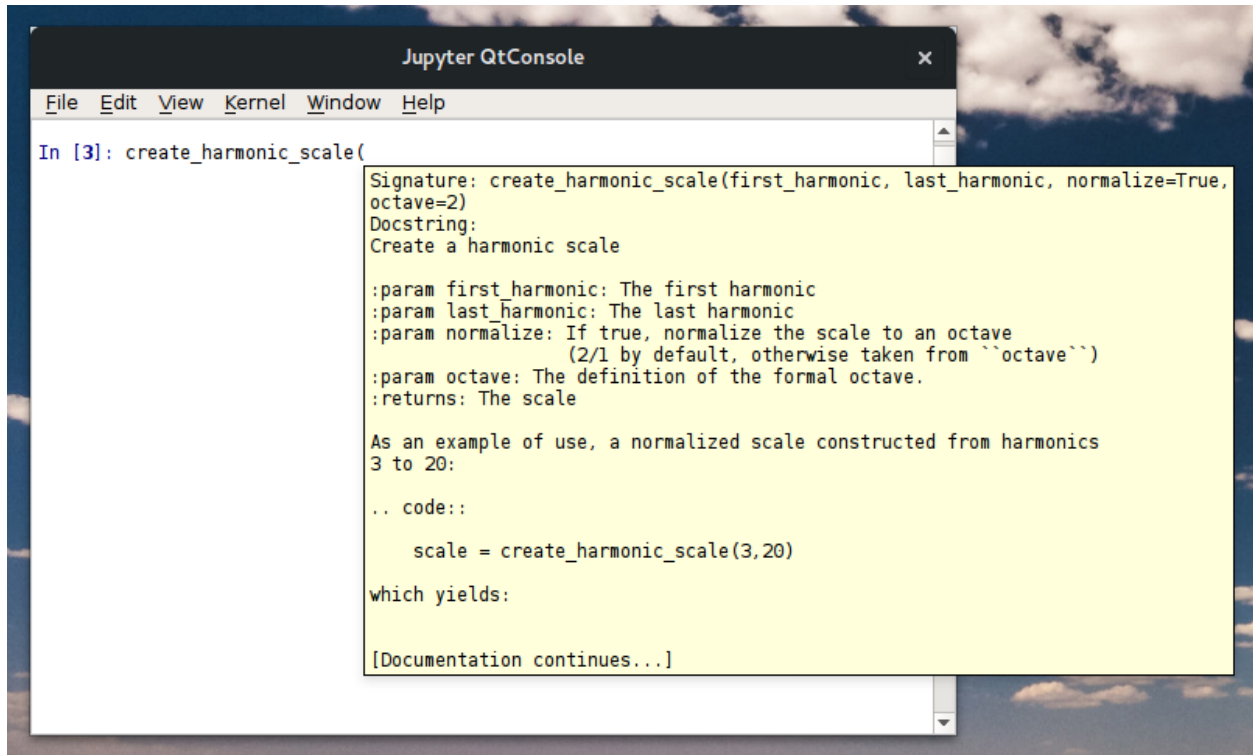 Jupyter QtConsole ×
File Edit View Kernel Window Help
In [3]: create_harmonic_scale(
Signature: create_harmonic_scale(first_harmonic, last_harmonic, normalize=True,
octave=2)
Docstring:
Create a harmonic scale
:param first_harmonic: The first harmonic
:param last_harmonic: The last harmonic
:param normalize: If true, normalize the scale to an octave
(2/1 by default, otherwise taken from ``octave``)
:param octave: The definition of the formal octave.
:returns: The scale
As an example of use, a normalized scale constructed from harmonics
3 to 20:
.. code::
scale = create_harmonic_scale(3,20)
which yields:
[Documentation continues...]